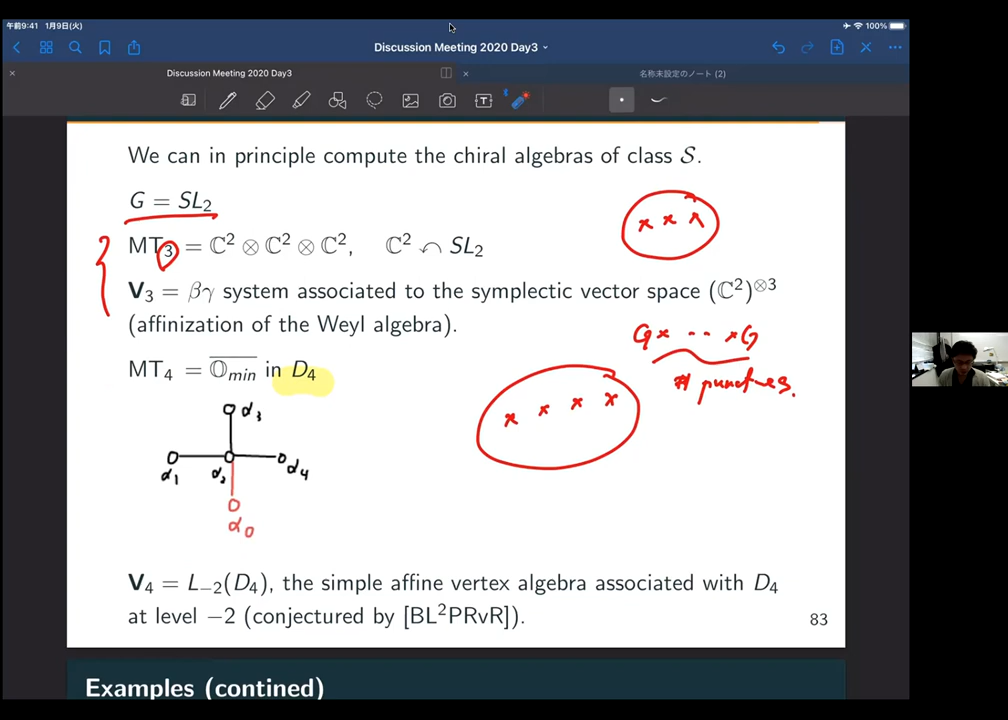 午前9:41 1月9日(火)
100%
Discussion Meeting 2020 Day3
Discussion Meeting 2020 Day3
名称未設定のノート (2)
We can in principle compute the chiral algebras of class 𝒮.
G = SL₂
MT₃ = ℂ² ⊗ ℂ² ⊗ ℂ², ℂ² ↶ SL₂
x x x
V₃ = βγ system associated to the symplectic vector space (ℂ²)^{⊗3}
(affinization of the Weyl algebra).
G x ·· x G
# punctures.
MT₄ = \overline{𝕆_{min}} in D₄
x x x x
α₃
α₁ α₂ α₄
α₀
V₄ = L₋₂(D₄), the simple affine vertex algebra associated with D₄
at level −2 (conjectured by [BL²PRvR]).
83
Examples (contined)